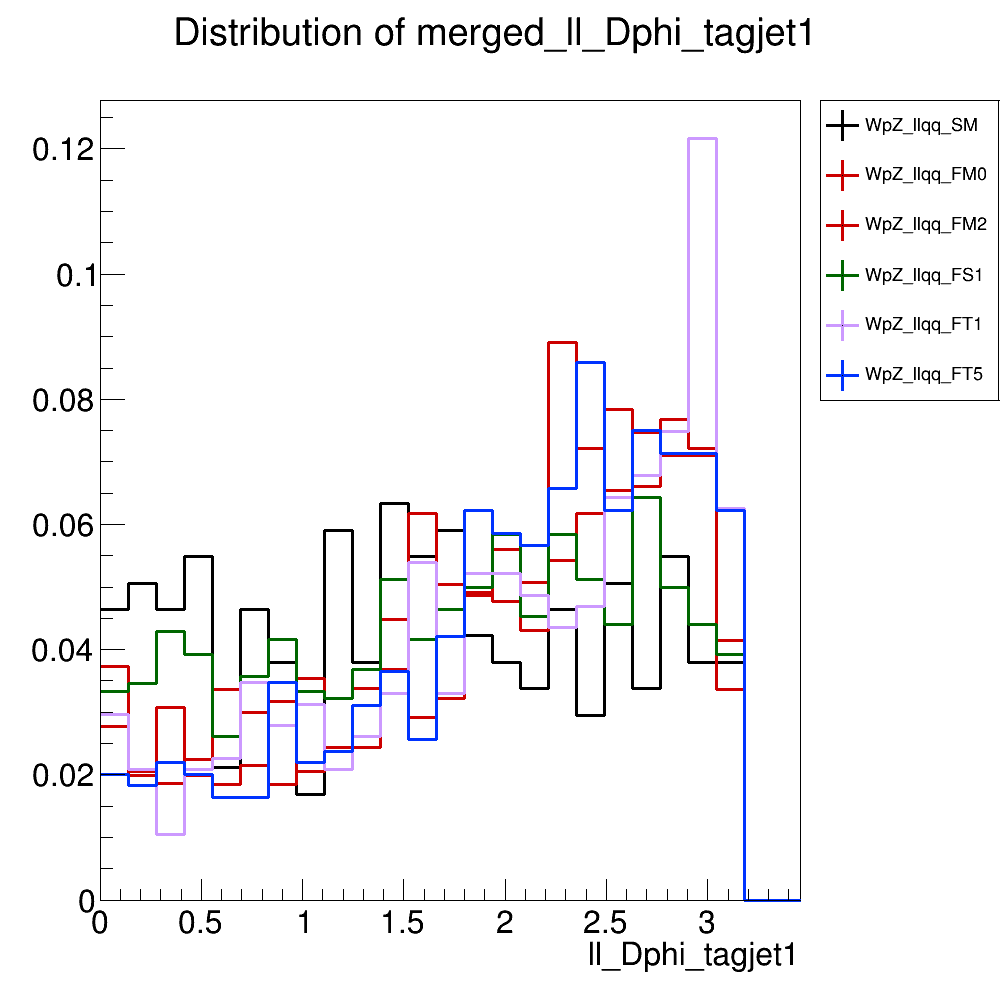 Distribution of merged_ll_Dphi_tagjet1
0.12
0.1
0.08
0.06
0.04
0.02
0
0 0.5 1 1.5 2 2.5 3
ll_Dphi_tagjet1
WpZ_llqq_SM
WpZ_llqq_FM0
WpZ_llqq_FM2
WpZ_llqq_FS1
WpZ_llqq_FT1
WpZ_llqq_FT5